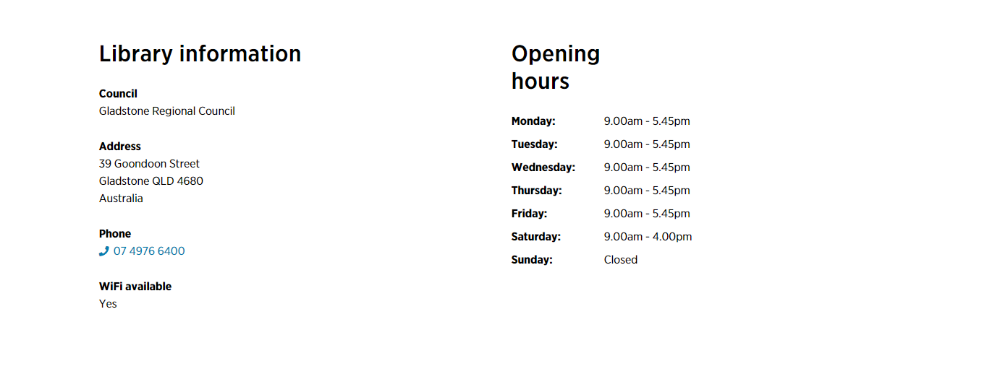 Library information
Council
Gladstone Regional Council
Address
39 Goondoon Street
Gladstone QLD 4680
Australia
Phone
07 4976 6400
WiFi available
Yes
Opening
hours
Monday: 9.00am - 5.45pm
Tuesday: 9.00am - 5.45pm
Wednesday: 9.00am - 5.45pm
Thursday: 9.00am - 5.45pm
Friday: 9.00am - 5.45pm
Saturday: 9.00am - 4.00pm
Sunday: Closed